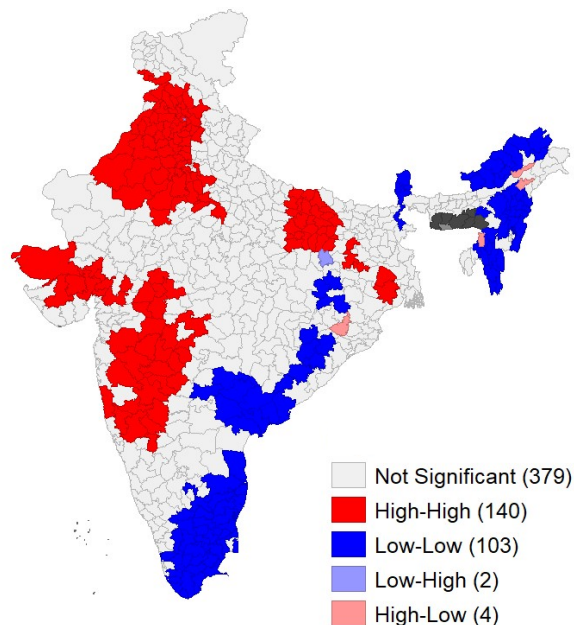 Not Significant (379)
High-High (140)
Low-Low (103)
Low-High (2)
High-Low (4)